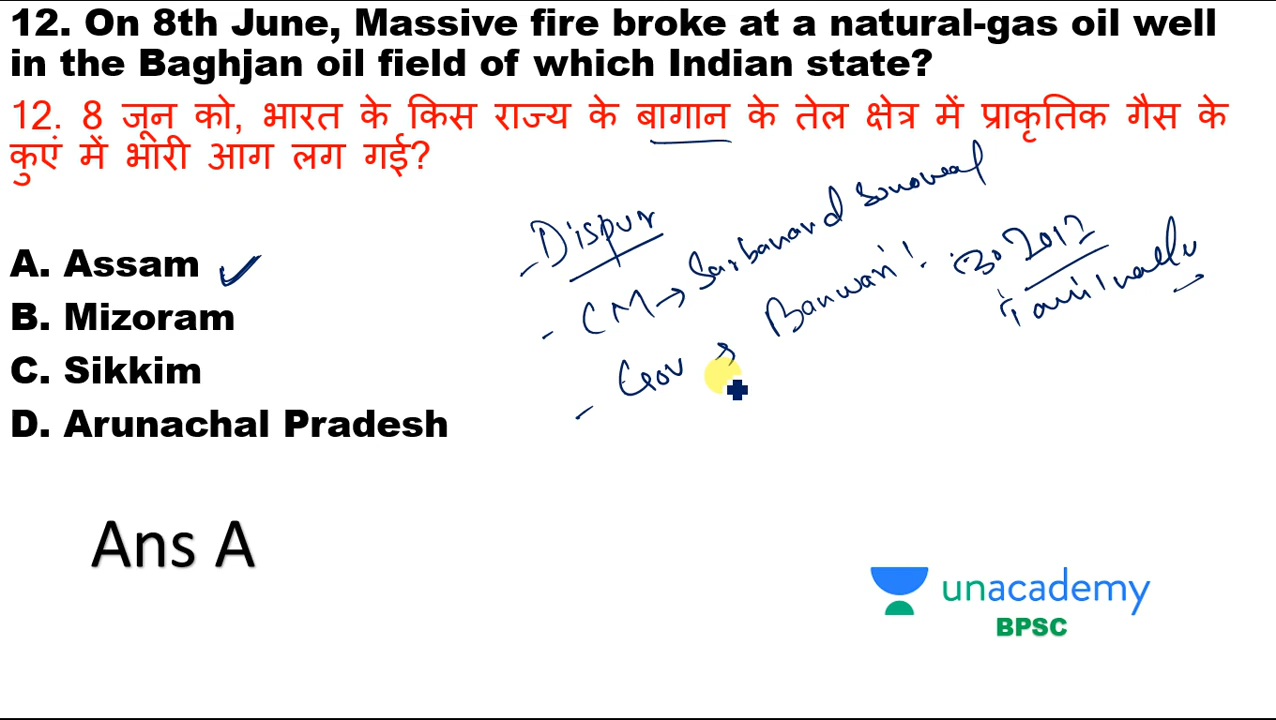 12. On 8th June, Massive fire broke at a natural-gas oil well
in the Baghjan oil field of which Indian state?
12. 8 जून को, भारत के किस राज्य के बागान के तेल क्षेत्र में प्राकृतिक गैस के
कुएं में भारी आग लग गई?
- Dispur
A. Assam
- CM → Sarbanand Sonowal
B. Mizoram
- Gov → Banwari 2017
Tamilnadu
C. Sikkim
D. Arunachal Pradesh
Ans A
unacademy
BPSC